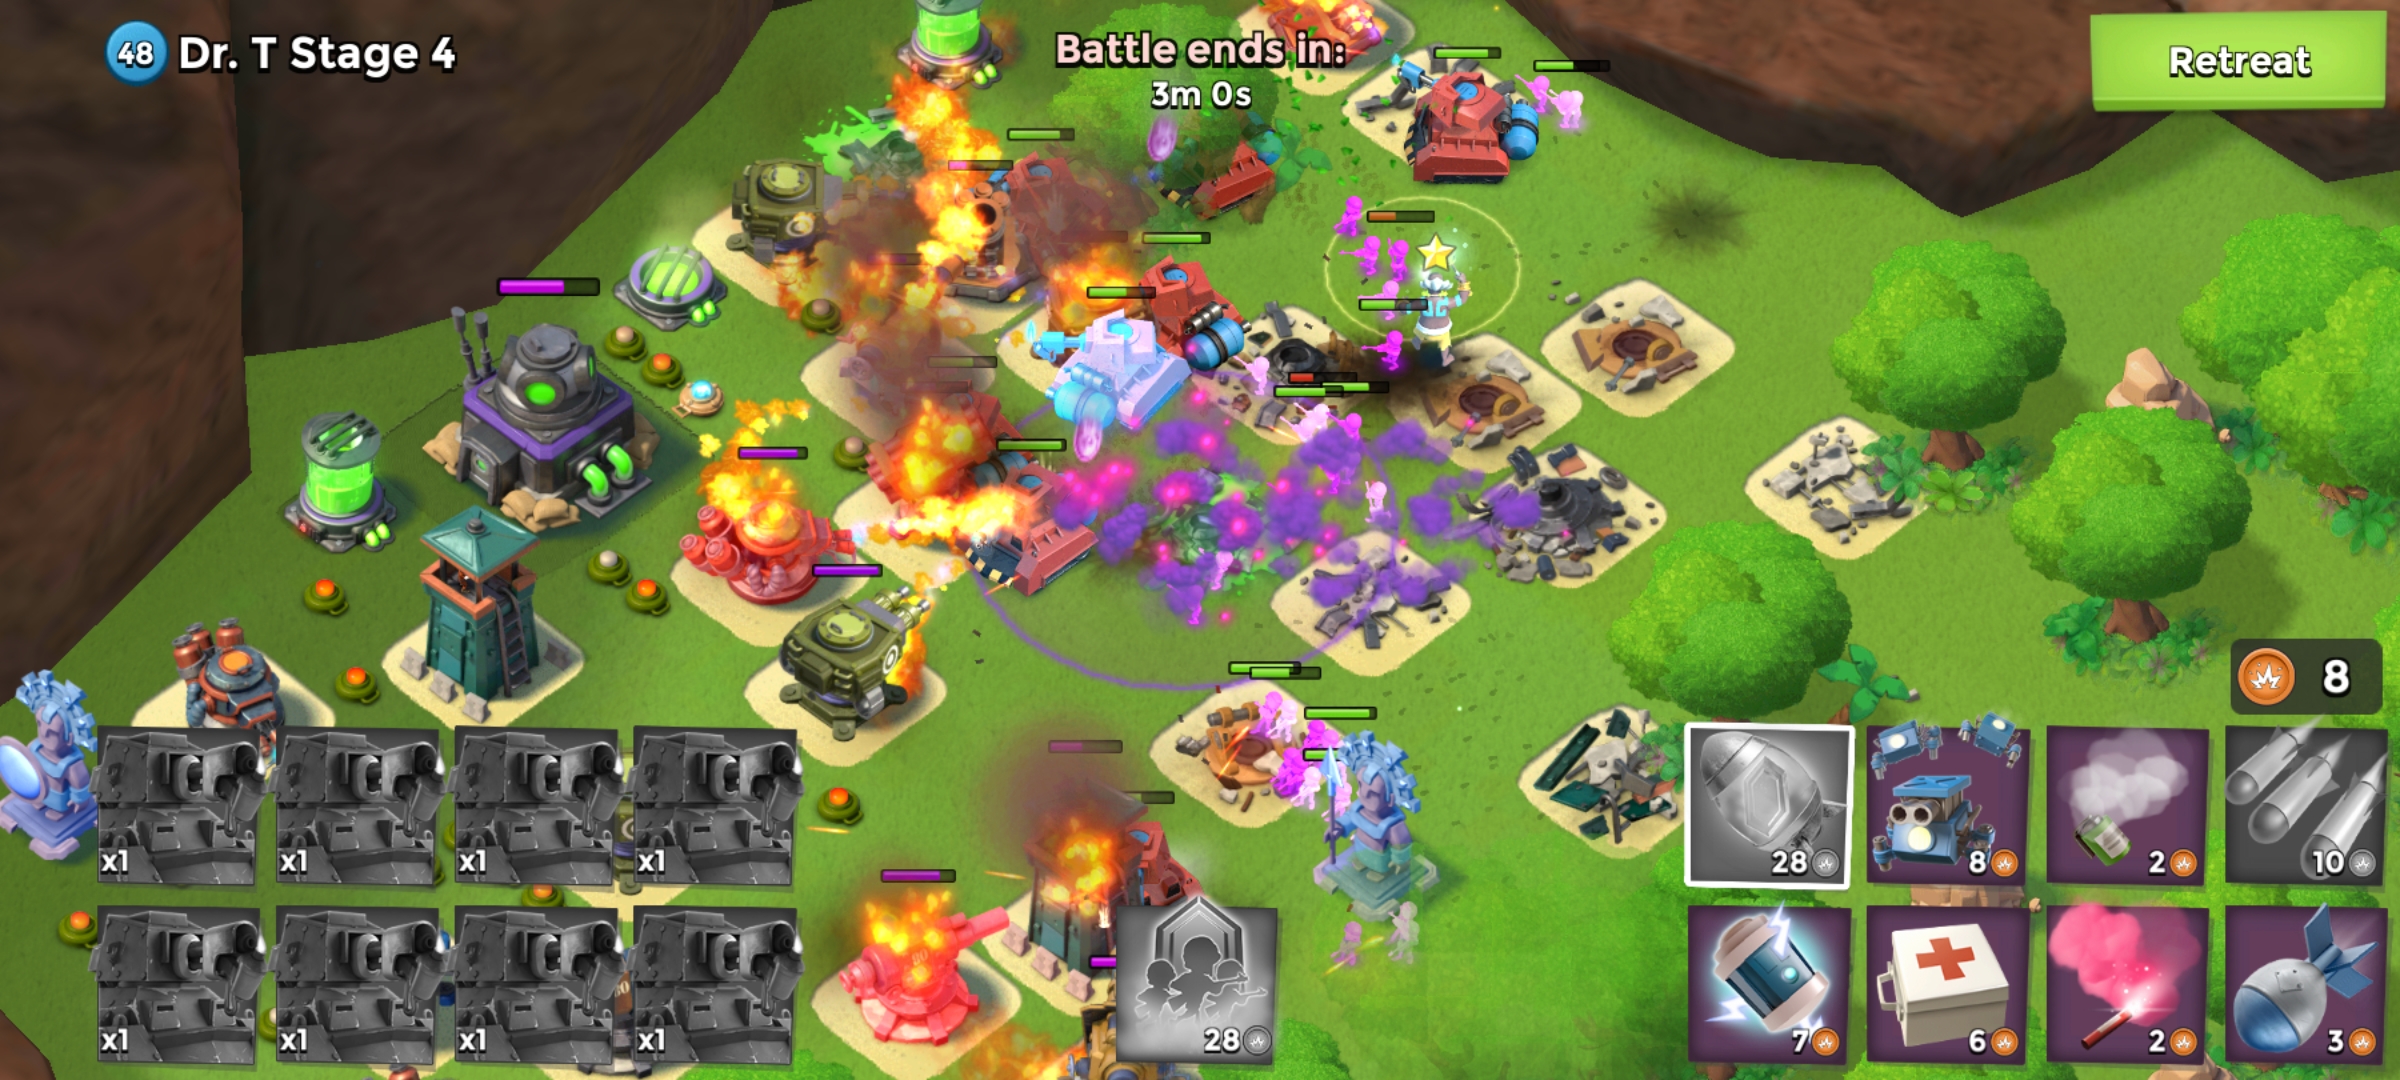 48 Dr. T Stage 4
Battle ends in:
3m 0s
Retreat
8
x1 x1 x1 x1
28 8 2 10
x1 x1 x1 x1
28
7 6 2 3